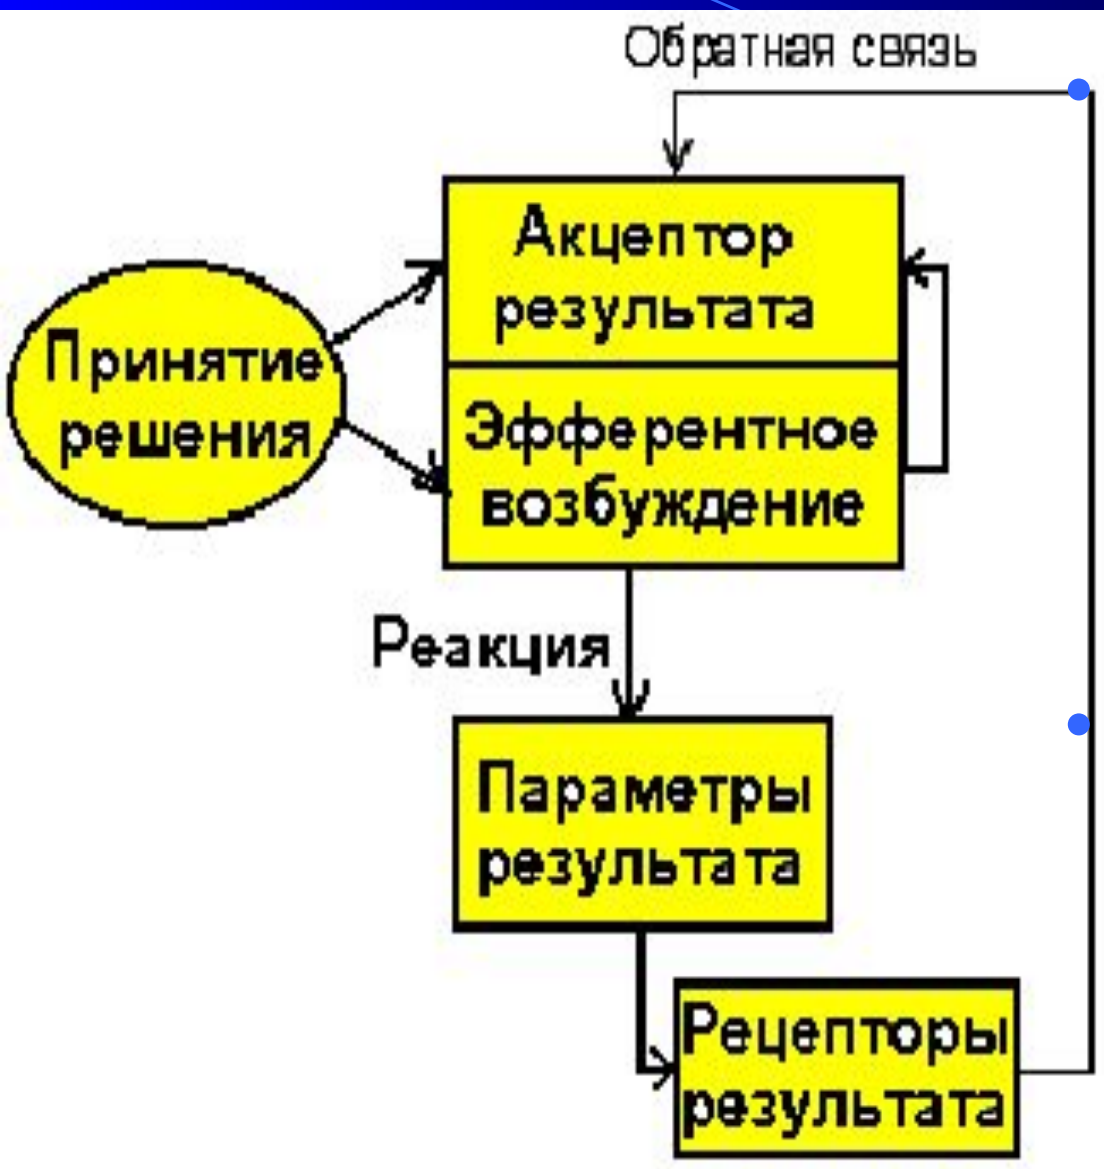 Обратная связь
Акцептор
результата
Принятие
решения
Эфферентное
возбуждение
Реакция
Параметры
результата
Рецепторы
результата